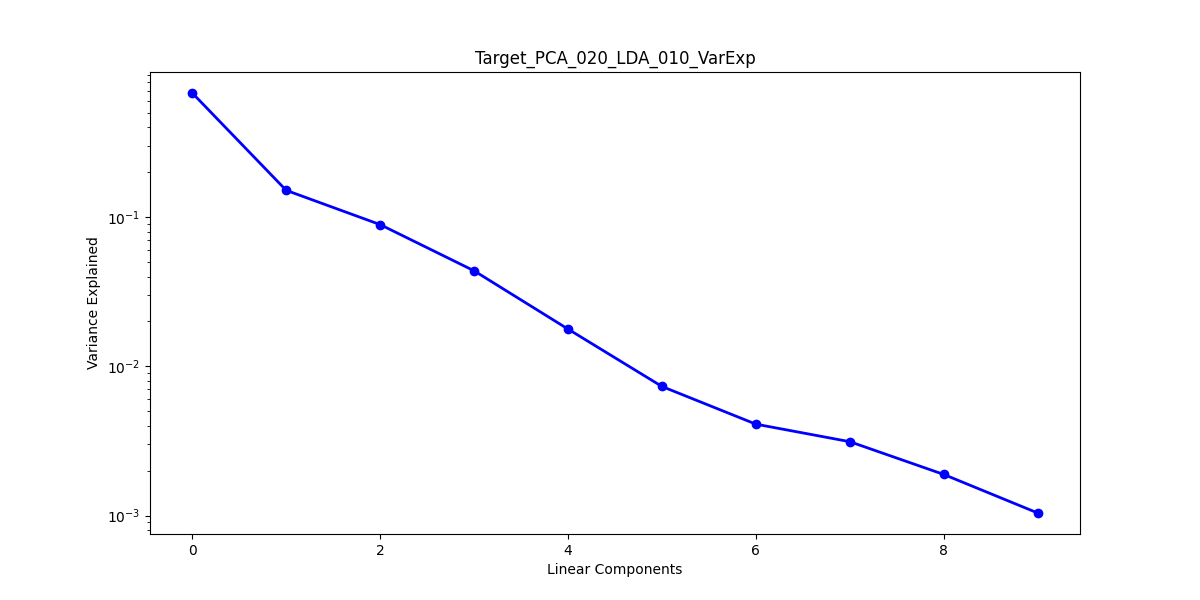 Target_PCA_020_LDA_010_VarExp
Variance Explained
10⁻¹
10⁻²
10⁻³
0 2 4 6 8
Linear Components